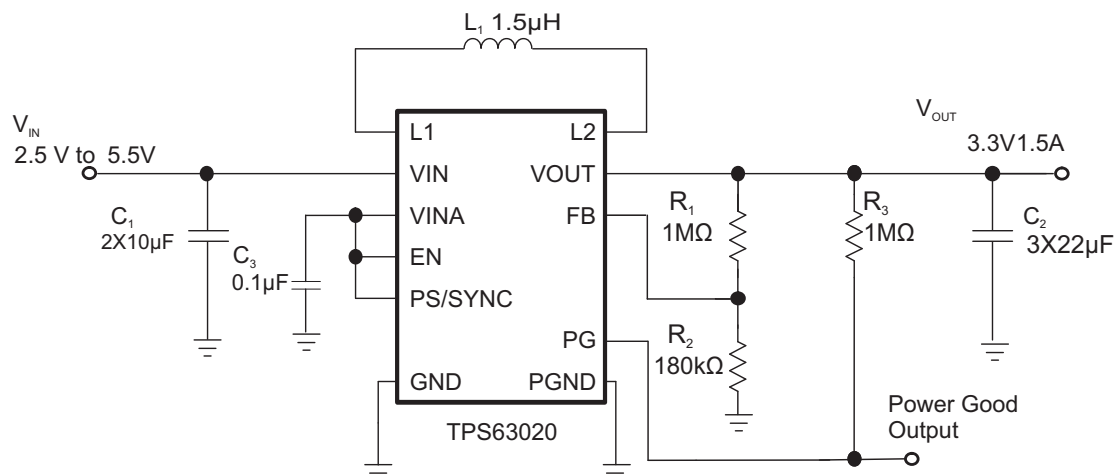 L1 1.5µH
VIN
2.5 V to 5.5V
VOUT
3.3V1.5A
L1
L2
VIN
VOUT
VINA
FB
EN
PS/SYNC
PG
GND
PGND
TPS63020
C1
2X10µF
C3
0.1µF
R1
1MΩ
R3
1MΩ
C2
3X22µF
R2
180kΩ
Power Good
Output